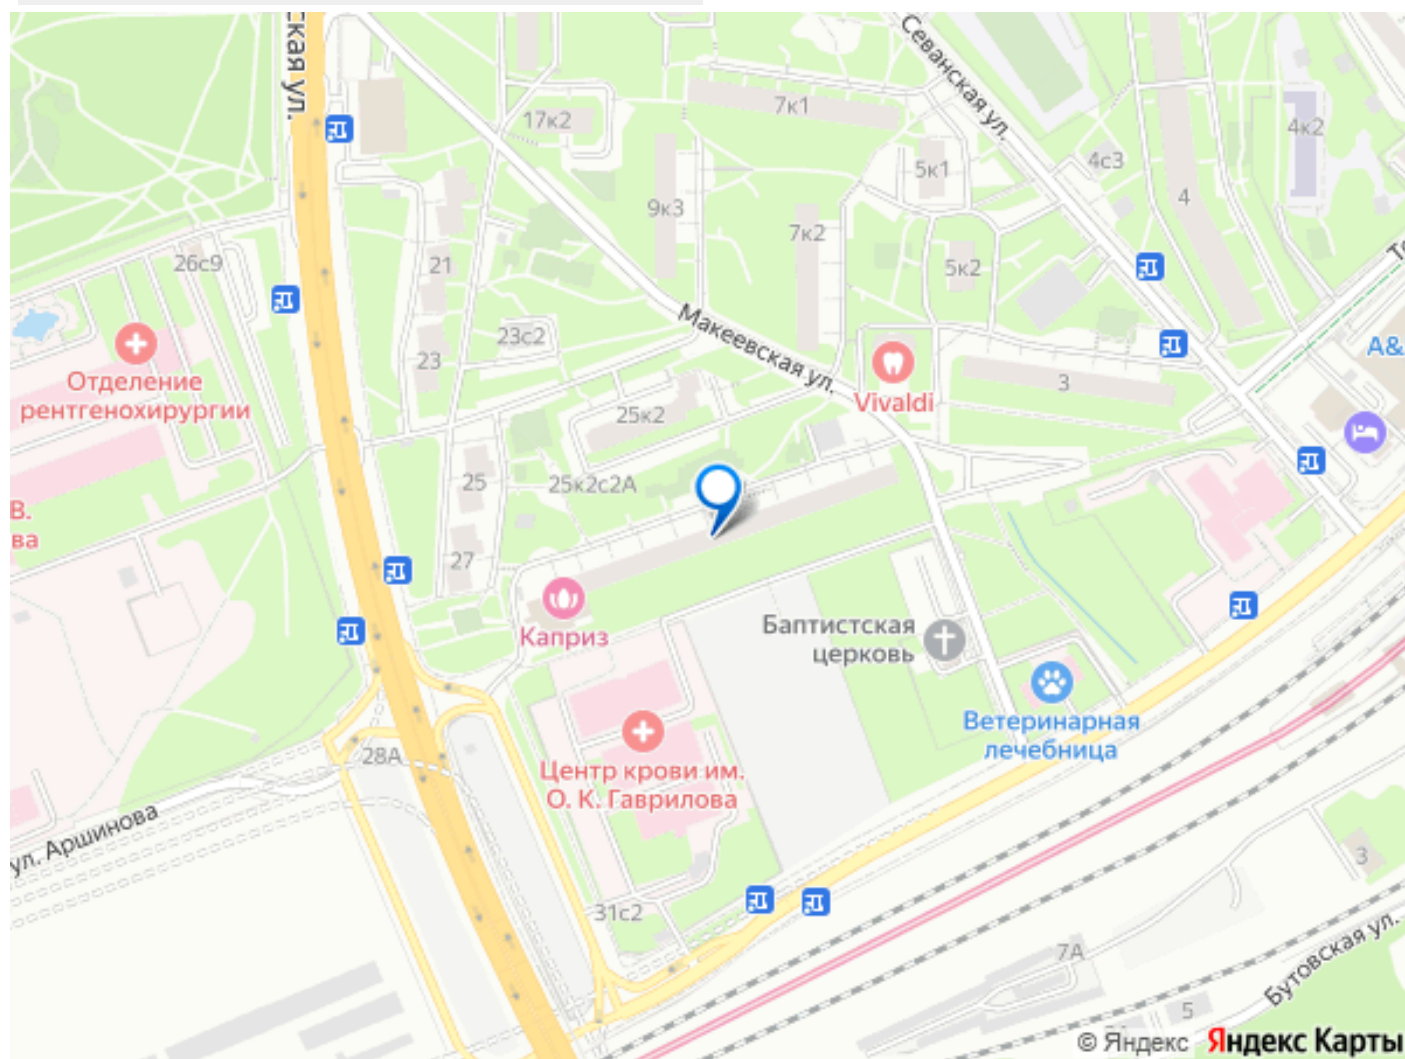 ская ул.
Севанская ул.
17к2
7к1
4к2
5к1
4с3
4
9к3
7к2
26с9
21
5к2
23с2
Макеевская ул.
23
Отделение
рентгенохирургии
3
A&
Vivaldi
25к2
25
25к2с2А
В.
ва
27
Каприз
Баптистская
церковь
Ветеринарная
лечебница
28А
Центр крови им.
О. К. Гаврилова
ул. Аршинова
3
31с2
7А
Бутовская ул.
5
© Яндекс Яндекс Карты